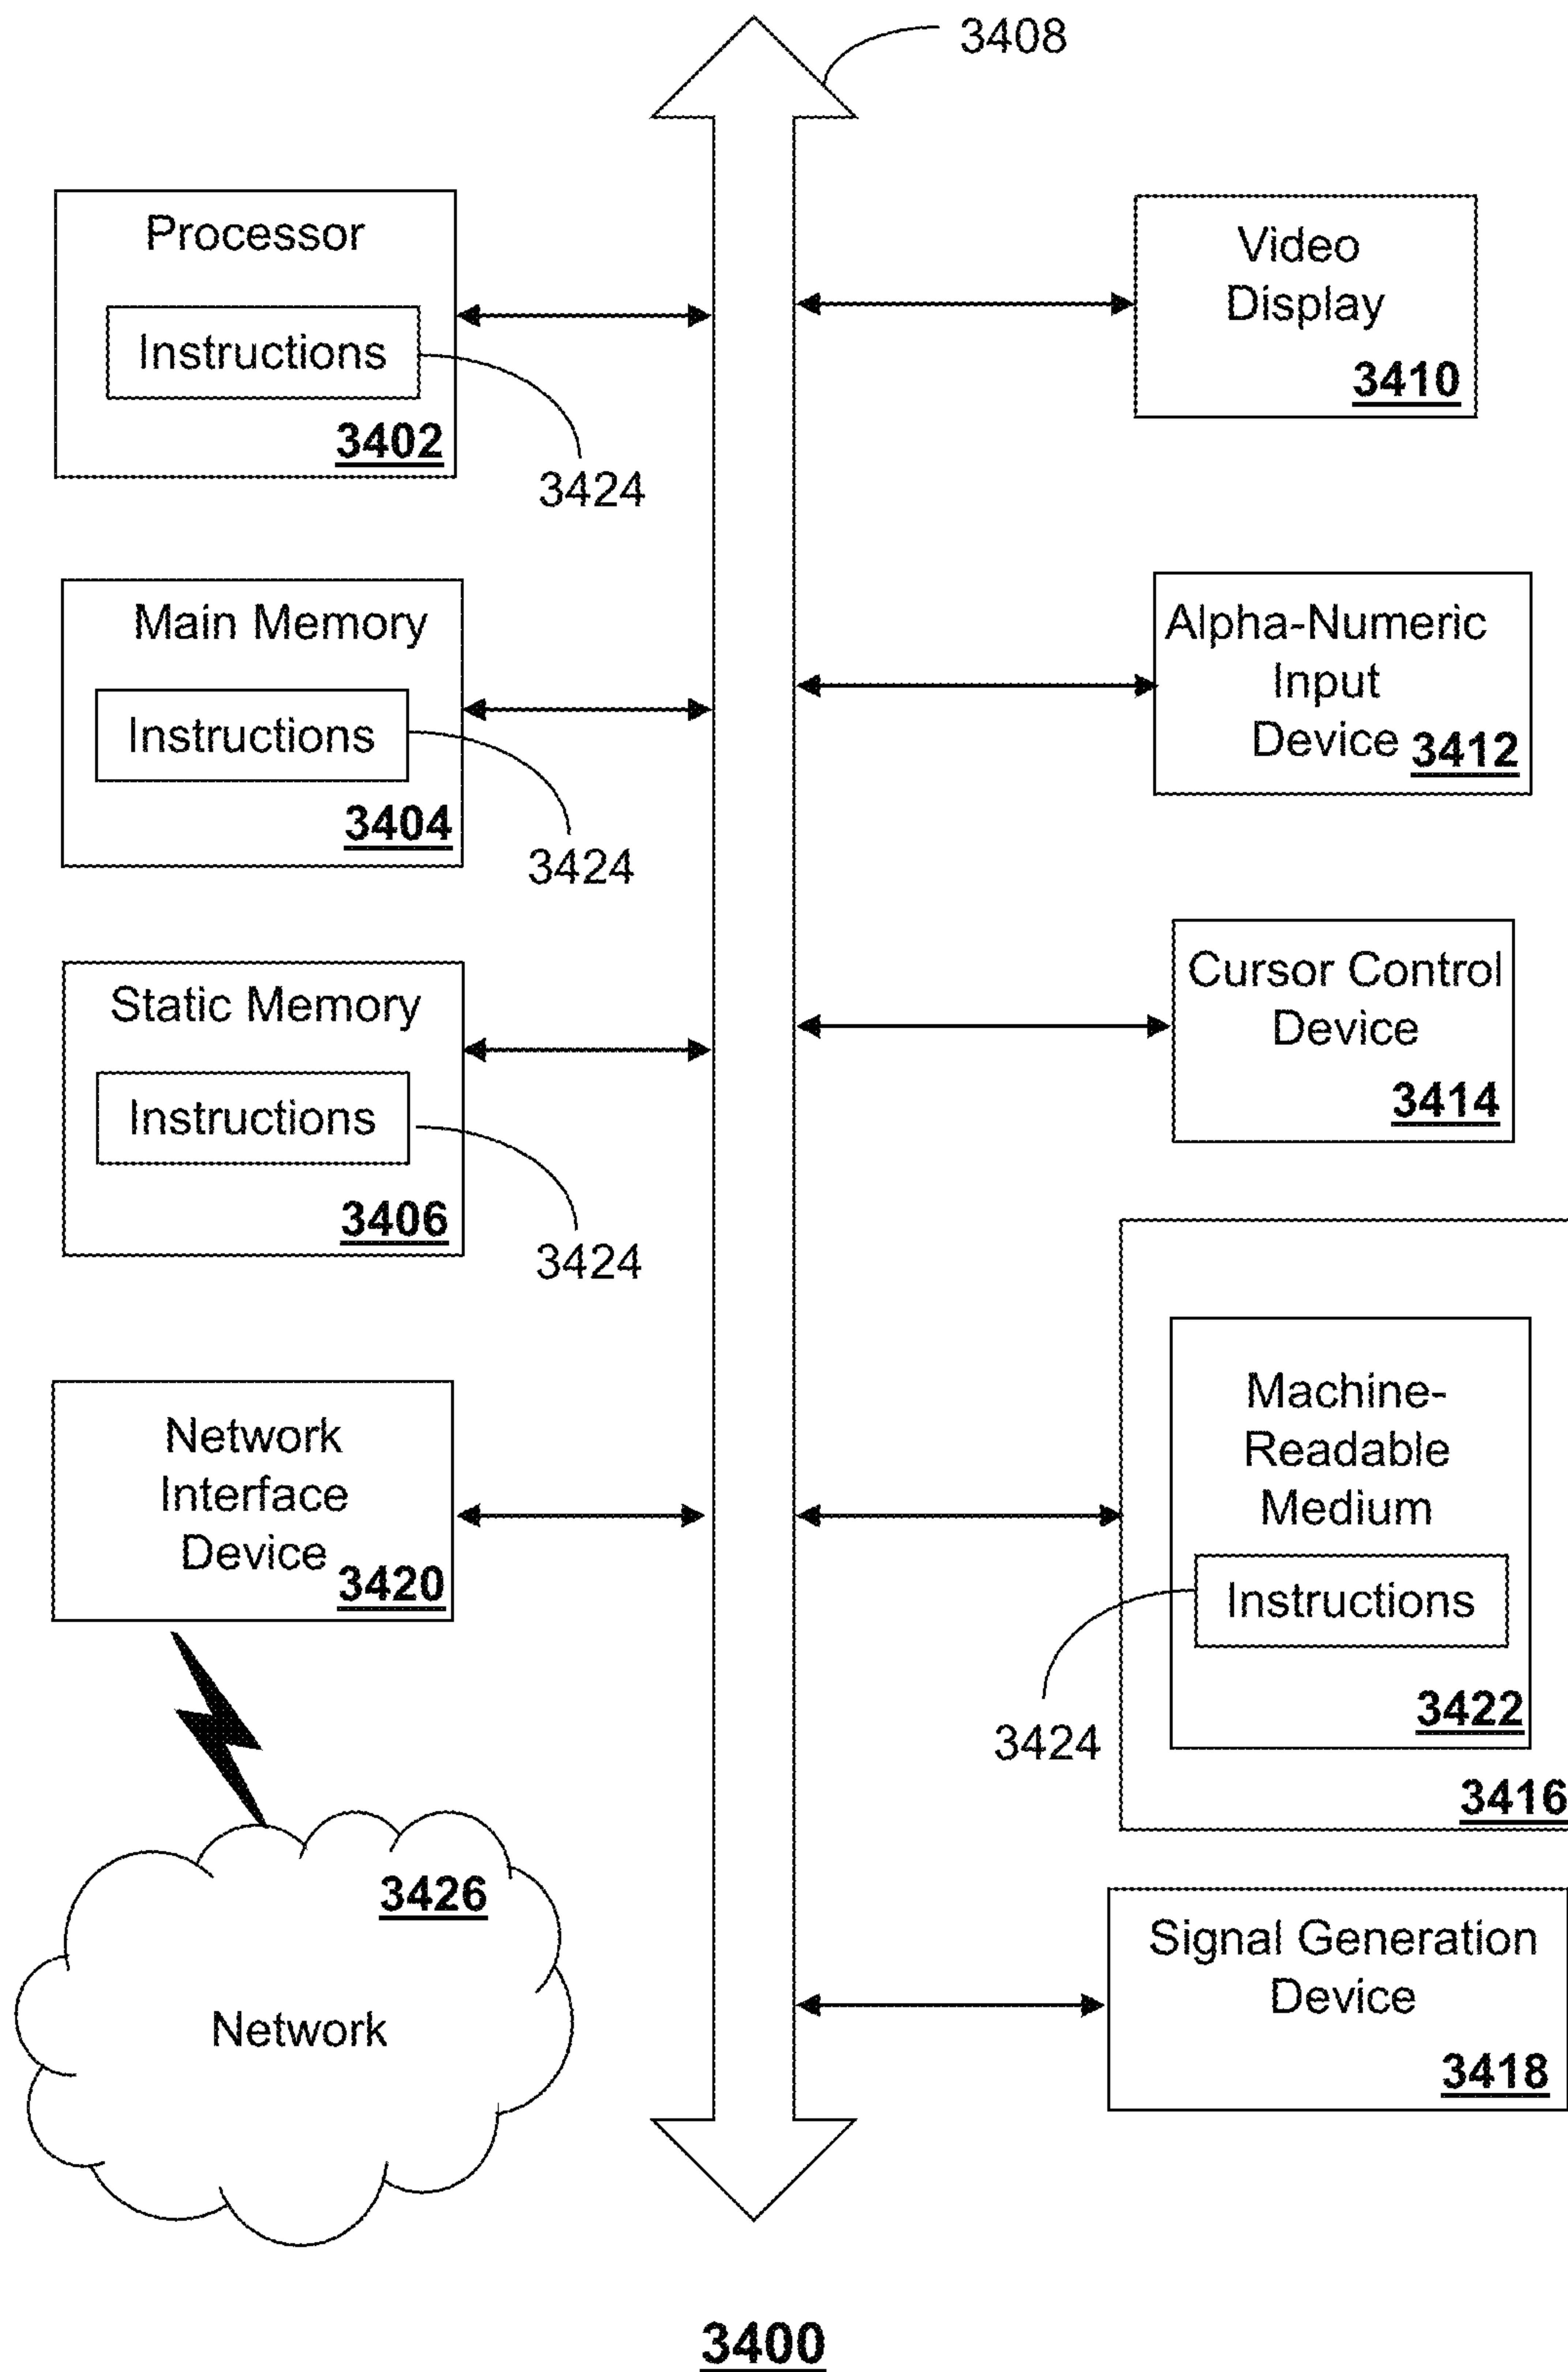 3408
Processor
Instructions
3402
3424
Video
Display
3410
Main Memory
Instructions
3404
3424
Alpha-Numeric
Input
Device 3412
Static Memory
Instructions
3406
3424
Cursor Control
Device
3414
Network
Interface
Device
3420
Machine-
Readable
Medium
Instructions
3422
3424
3416
3426
Network
Signal Generation
Device
3418
3400